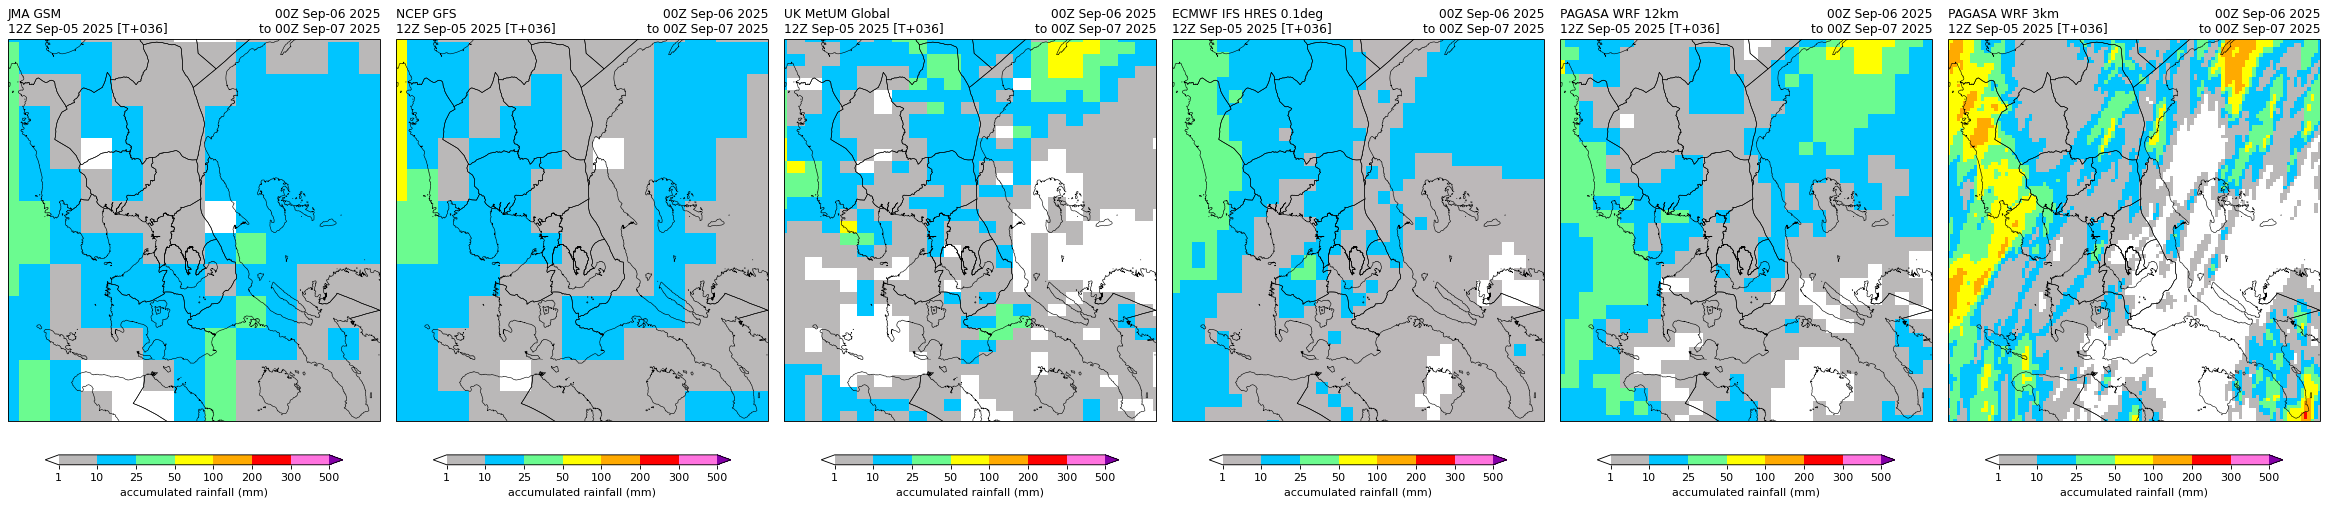 JMA GSM 00Z Sep-06 2025
12Z Sep-05 2025 [T+036] to 00Z Sep-07 2025
1 10 25 50 100 200 300 500
accumulated rainfall (mm)
NCEP GFS 00Z Sep-06 2025
12Z Sep-05 2025 [T+036] to 00Z Sep-07 2025
1 10 25 50 100 200 300 500
accumulated rainfall (mm)
UK MetUM Global 00Z Sep-06 2025
12Z Sep-05 2025 [T+036] to 00Z Sep-07 2025
1 10 25 50 100 200 300 500
accumulated rainfall (mm)
ECMWF IFS HRES 0.1deg 00Z Sep-06 2025
12Z Sep-05 2025 [T+036] to 00Z Sep-07 2025
1 10 25 50 100 200 300 500
accumulated rainfall (mm)
PAGASA WRF 12km 00Z Sep-06 2025
12Z Sep-05 2025 [T+036] to 00Z Sep-07 2025
1 10 25 50 100 200 300 500
accumulated rainfall (mm)
PAGASA WRF 3km 00Z Sep-06 2025
12Z Sep-05 2025 [T+036] to 00Z Sep-07 2025
1 10 25 50 100 200 300 500
accumulated rainfall (mm)